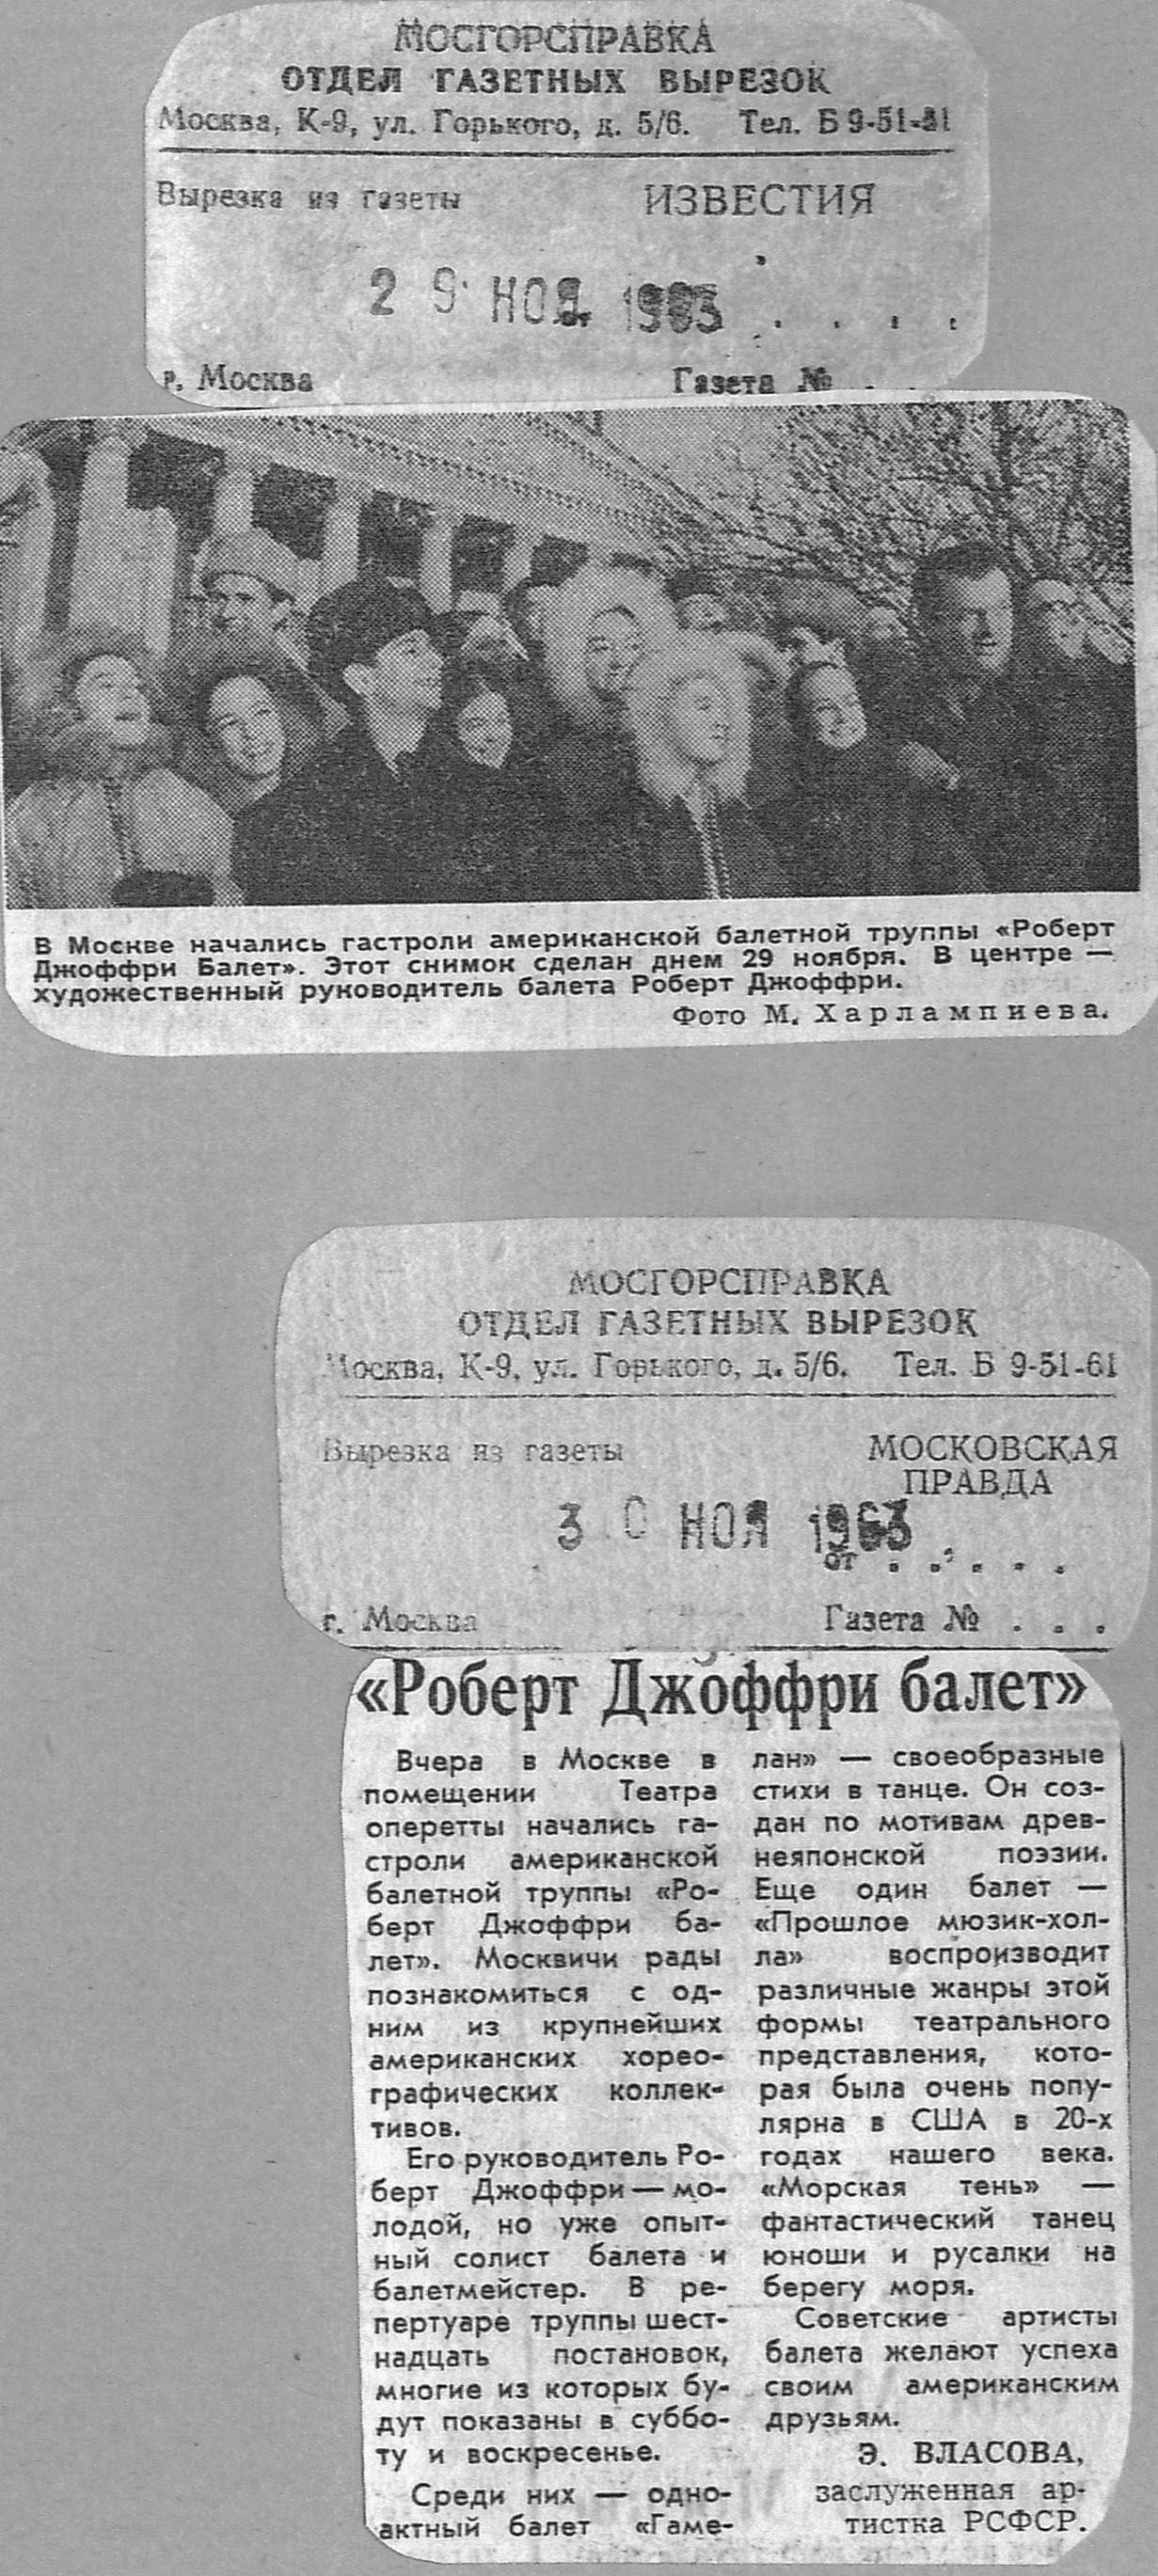 МОСГОРСПРАВКА
ОТДЕЛ ГАЗЕТНЫХ ВЫРЕЗОК
Москва, К-9, ул. Горького, д. 5/6. Тел. Б 9-51-
Вырезка из газеты ИЗВЕСТИЯ
2 9 НОЯ 1963
от . . . .
г. Москва Газета № . .
В Москве начались гастроли американской балетной труппы «Роберт
Джоффри Балет». Этот снимок сделан днем 29 ноября. В центре —
художественный руководитель балета Роберт Джоффри.
Фото М. Харлампиева.
МОСГОРСПРАВКА
ОТДЕЛ ГАЗЕТНЫХ ВЫРЕЗОК
Москва, К-9, ул. Горького, д. 5/6. Тел. Б 9-51-61
Вырезка из газеты МОСКОВСКАЯ
ПРАВДА
3 0 НОЯ 1963
от . . . . .
г. Москва Газета № . . .
«Роберт Джоффри балет»
Вчера в Москве в
помещении Театра
оперетты начались га-
строли американской
балетной труппы «Ро-
берт Джоффри ба-
лет». Москвичи рады
познакомиться с од-
ним из крупнейших
американских хорео-
графических коллек-
тивов.
Его руководитель Ро-
берт Джоффри — мо-
лодой, но уже опыт-
ный солист балета и
балетмейстер. В ре-
пертуаре труппы шест-
надцать постановок,
многие из которых бу-
дут показаны в суббо-
ту и воскресенье.
Среди них — одно-
актный балет «Гаме-
лан» — своеобразные
стихи в танце. Он соз-
дан по мотивам древ-
неяпонской поэзии.
Еще один балет —
«Прошлое мюзик-хол-
ла» воспроизводит
различные жанры этой
формы театрального
представления, кото-
рая была очень попу-
лярна в США в 20-х
годах нашего века.
«Морская тень» —
фантастический танец
юноши и русалки на
берегу моря.
Советские артисты
балета желают успеха
своим американским
друзьям.
Э. ВЛАСОВА,
заслуженная ар-
тистка РСФСР.